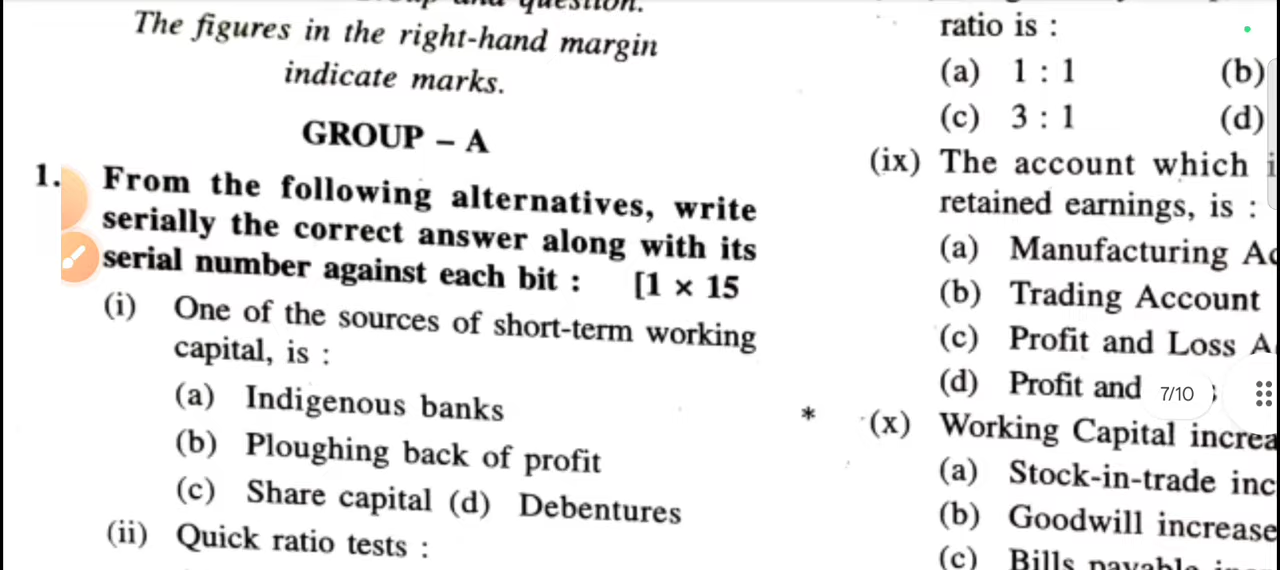 The figures in the right-hand margin
indicate marks.
GROUP – A
1. From the following alternatives, write
serially the correct answer along with its
serial number against each bit : [1 × 15
(i) One of the sources of short-term working
capital, is :
(a) Indigenous banks
(b) Ploughing back of profit
(c) Share capital (d) Debentures
(ii) Quick ratio tests :
ratio is :
(a) 1 : 1 (b)
(c) 3 : 1 (d)
(ix) The account which
retained earnings, is :
(a) Manufacturing
(b) Trading Account
(c) Profit and Loss
(d) Profit and
7/10
* (x) Working Capital
(a) Stock-in-trade
(b) Goodwill increase
(c) Bills